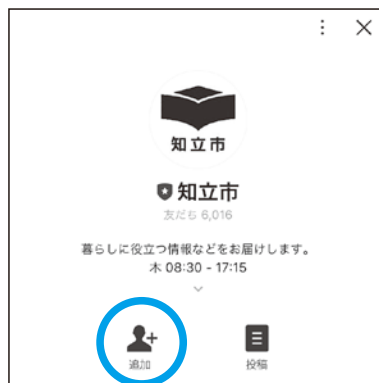 知立市
知立市
友だち 6,016
暮らしに役立つ情報などをお届けします。
木 08:30 - 17:15
追加
投稿